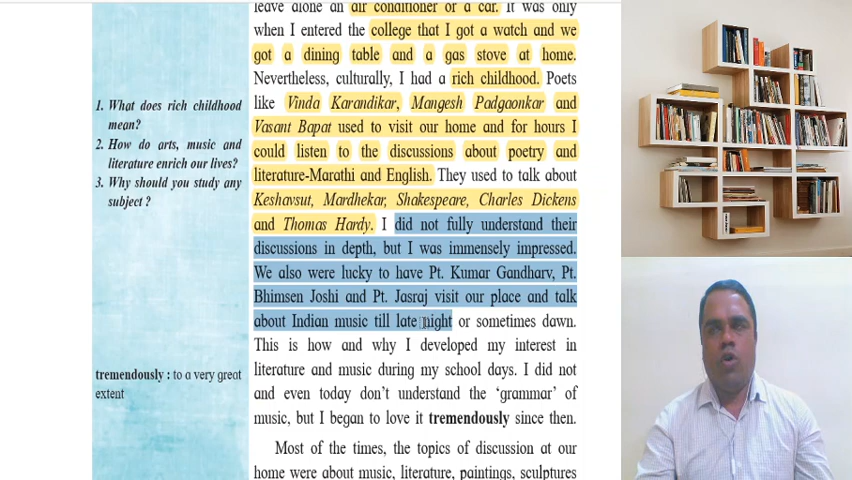 leave alone an air conditioner or a car. It was only
when I entered the college that I got a watch and we
got a dining table and a gas stove at home.
Nevertheless, culturally, I had a rich childhood. Poets
like Vinda Karandikar, Mangesh Padgaonkar and
Vasant Bapat used to visit our home and for hours I
could listen to the discussions about poetry and
literature-Marathi and English. They used to talk about
Keshavsut, Mardhekar, Shakespeare, Charles Dickens
and Thomas Hardy. I did not fully understand their
discussions in depth, but I was immensely impressed.
We also were lucky to have Pt. Kumar Gandharv, Pt.
Bhimsen Joshi and Pt. Jasraj visit our place and talk
about Indian music till late night or sometimes dawn.
This is how and why I developed my interest in
literature and music during my school days. I did not
and even today don't understand the 'grammar' of
music, but I began to love it tremendously since then.
Most of the times, the topics of discussion at our
home were about music, literature, paintings, sculptures
1. What does rich childhood
mean?
2. How do arts, music and
literature enrich our lives?
3. Why should you study any
subject ?
tremendously : to a very great
extent